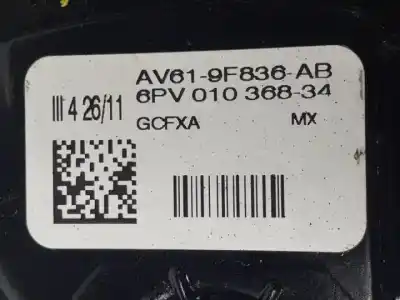 AV61-9F836-AB
III 4 26/11 6PV 010 368-34
GCFXA MX